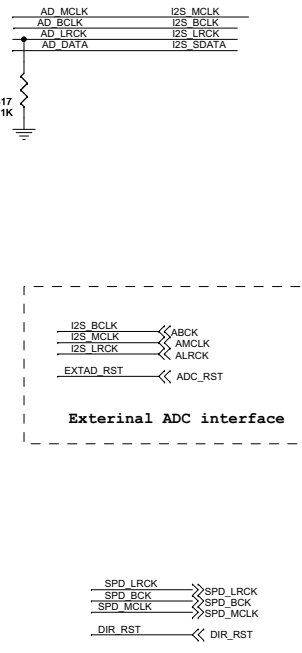 AD_MCLK I2S_MCLK
AD_BCLK I2S_BCLK
AD_LRCK I2S_LRCK
AD_DATA I2S_SDATA
17
1K
I2S_BCLK ABCK
I2S_MCLK AMCLK
I2S_LRCK ALRCK
EXTAD_RST ADC_RST
Exterinal ADC interface
SPD_LRCK SPD_LRCK
SPD_BCK SPD_BCK
SPD_MCLK SPD_MCLK
DIR_RST DIR_RST